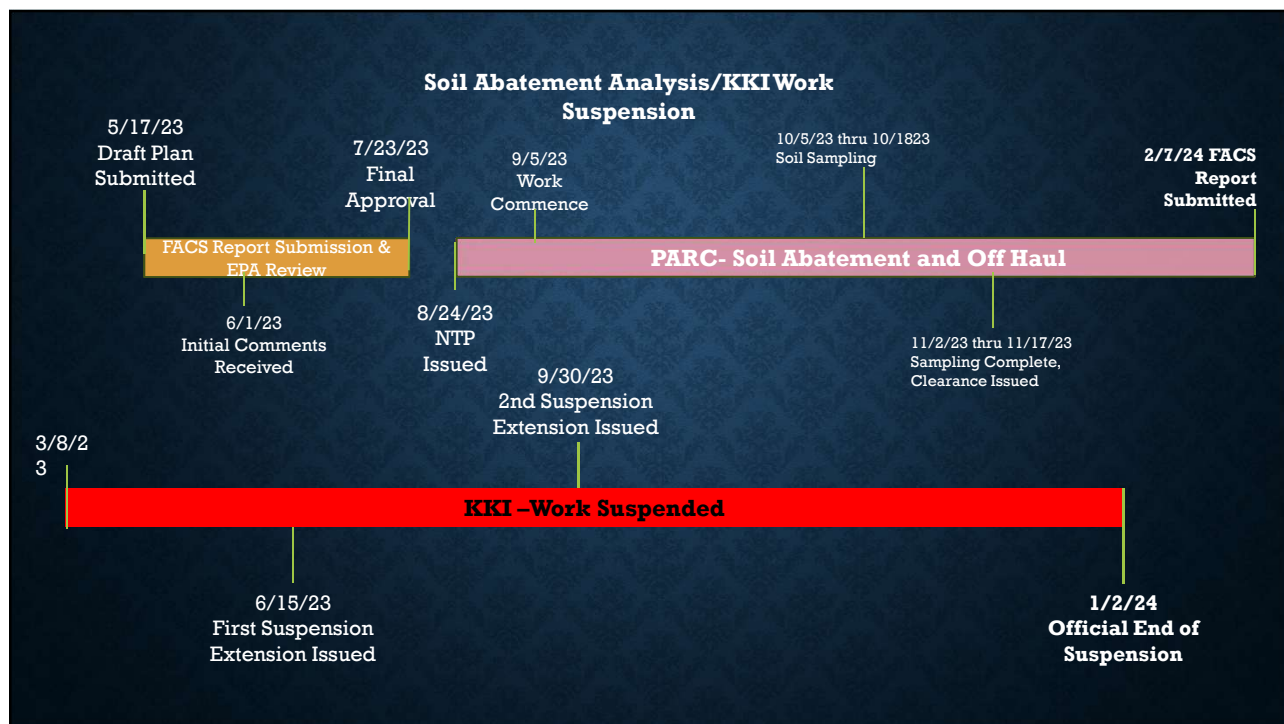 Soil Abatement Analysis/KKI Work
Suspension
5/17/23
Draft Plan
Submitted
7/23/23
Final
Approval
9/5/23
Work
Commence
10/5/23 thru 10/1823
Soil Sampling
2/7/24 FACS
Report
Submitted
FACS Report Submission &
EPA Review
PARC- Soil Abatement and Off Haul
6/1/23
Initial Comments
Received
8/24/23
NTP
Issued
11/2/23 thru 11/17/23
Sampling Complete,
Clearance Issued
9/30/23
2nd Suspension
Extension Issued
3/8/2
3
KKI –Work Suspended
6/15/23
First Suspension
Extension Issued
1/2/24
Official End of
Suspension